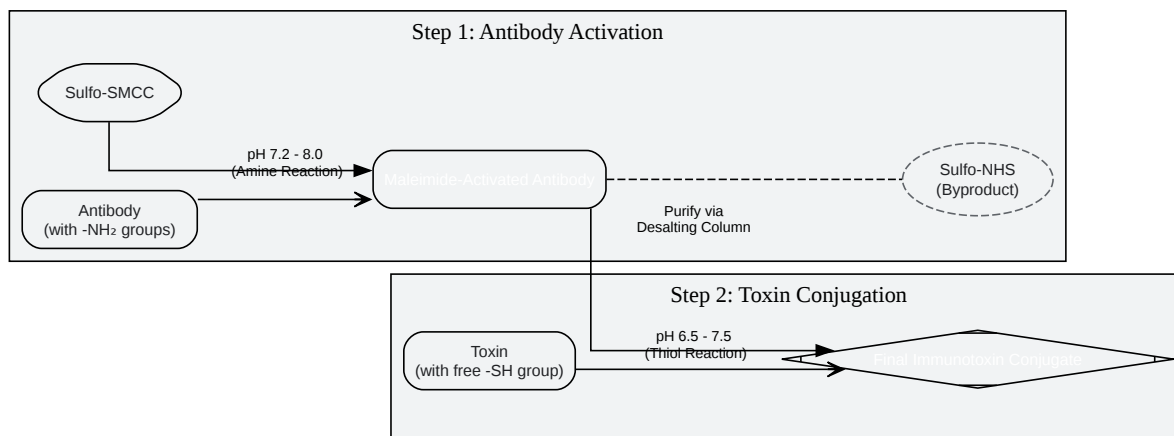 Step 1: Antibody Activation
Sulfo-SMCC
pH 7.2 - 8.0
(Amine Reaction)
Maleimide-Activated Antibody
Sulfo-NHS
(Byproduct)
Antibody
(with -NH₂ groups)
Purify via
Desalting Column
Step 2: Toxin Conjugation
pH 6.5 - 7.5
(Thiol Reaction)
Toxin
(with free -SH group)
Final Immunotoxin Conjugate